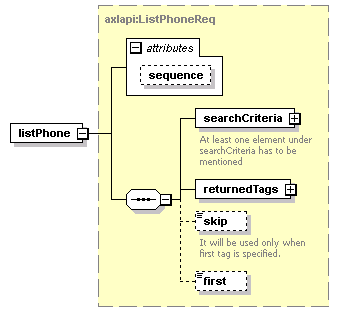 axlapi:ListPhoneReq
attributes
sequence
listPhone
searchCriteria
At least one element under
searchCriteria has to be
mentioned
returnedTags
skip
It will be used only when
first tag is specified.
first